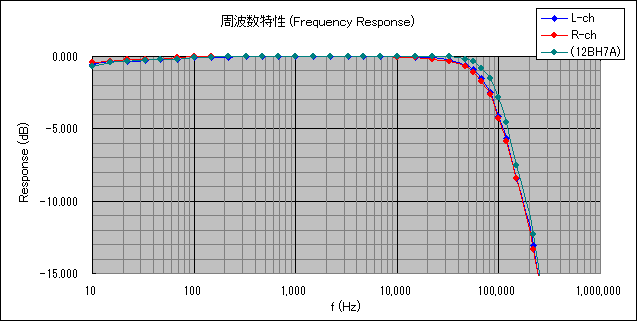 周波数特性 (Frequency Response)
L-ch
R-ch
(12BH7A)
0.000
-5.000
-10.000
-15.000
Response (dB)
10
100
1,000
10,000
100,000
1,000,000
f (Hz)